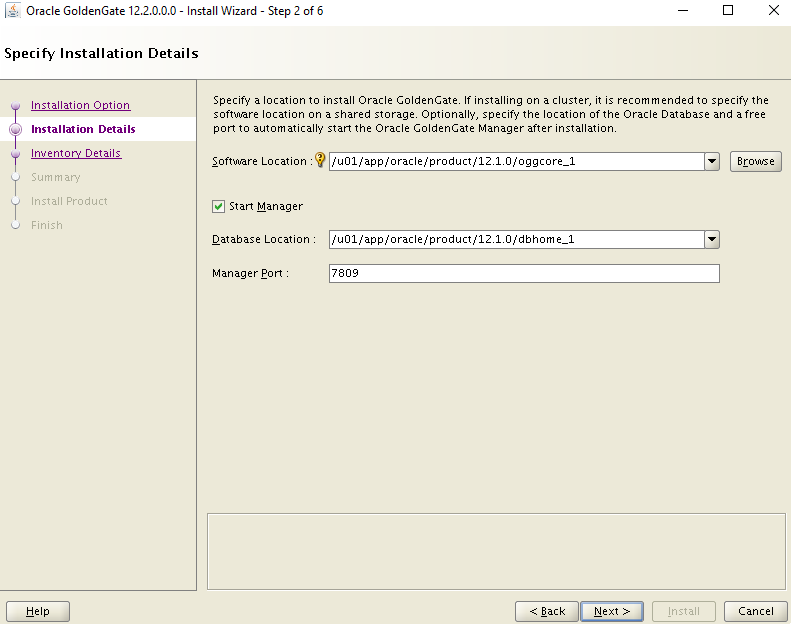 Oracle GoldenGate 12.2.0.0.0 - Install Wizard - Step 2 of 6
Specify Installation Details
Installation Option
Installation Details
Inventory Details
Summary
Install Product
Finish
Specify a location to install Oracle GoldenGate. If installing on a cluster, it is recommended to specify the
software location on a shared storage. Optionally, specify the location of the Oracle Database and a free
port to automatically start the Oracle GoldenGate Manager after installation.
Software Location : /u01/app/oracle/product/12.1.0/oggcore_1 Browse
Start Manager
Database Location : /u01/app/oracle/product/12.1.0/dbhome_1
Manager Port : 7809
Help < Back Next > Install Cancel